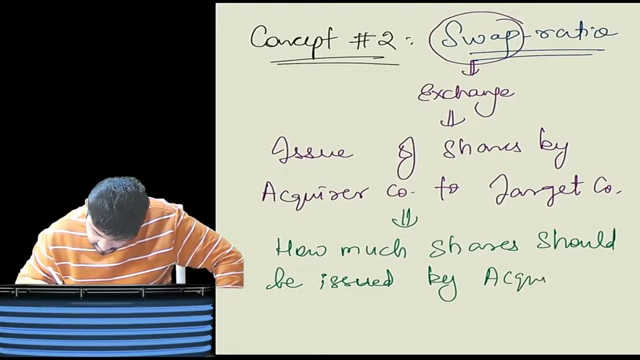 Concept #2: Swap-ratio
Exchange
Issue of shares by
Acquirer Co. to Target Co.
How much shares should
be issued by Acqu